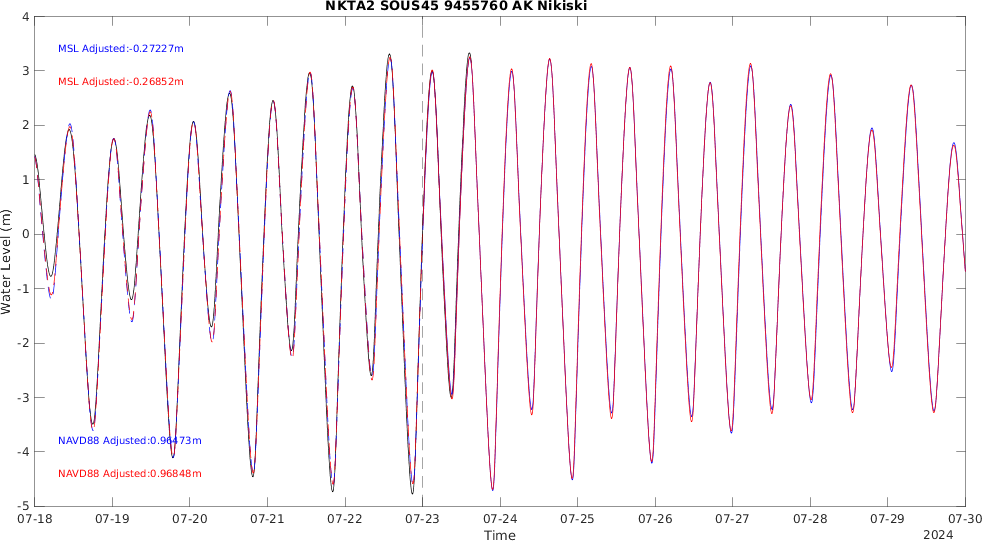 NKTA2 SOUS45 9455760 AK Nikiski
4
3
2
1
0
-1
-2
-3
-4
-5
Water Level (m)
MSL Adjusted:-0.27227m
MSL Adjusted:-0.26852m
NAVD88 Adjusted:0.96473m
NAVD88 Adjusted:0.96848m
07-18 07-19 07-20 07-21 07-22 07-23 07-24 07-25 07-26 07-27 07-28 07-29 07-30
Time
2024